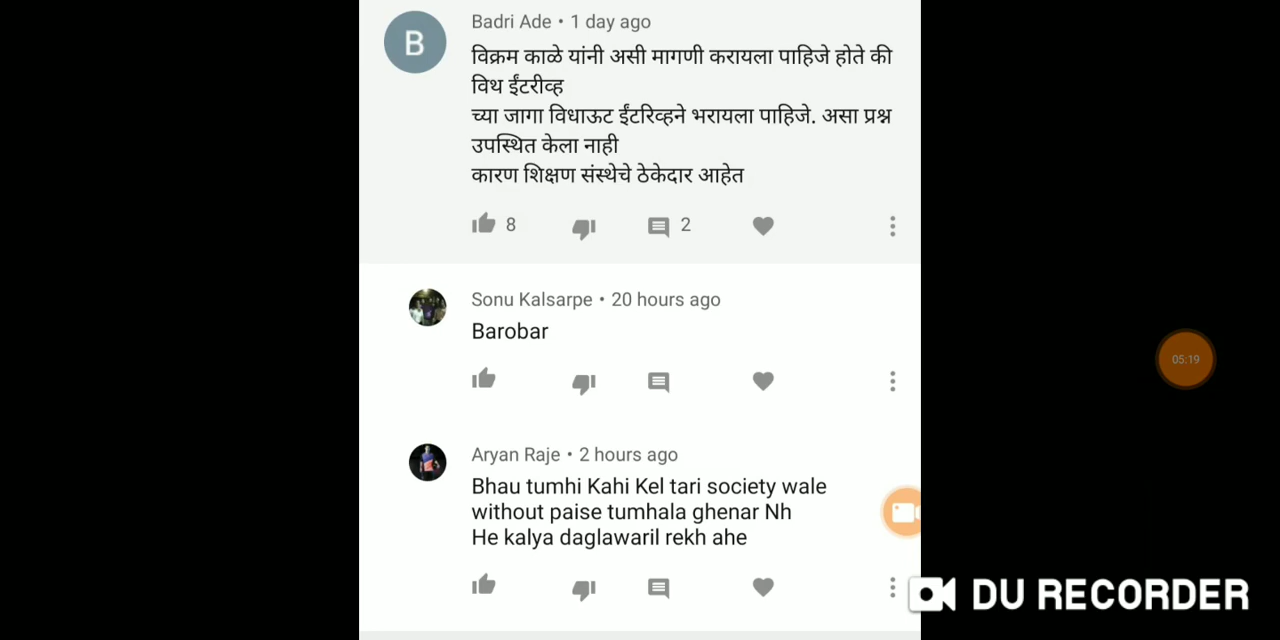 B
Badri Ade • 1 day ago
विक्रम काळे यांनी असी मागणी करायला पाहिजे होते की
विथ ईंटरीव्ह
च्या जागा विधाऊट ईंटरिव्हने भरायला पाहिजे. असा प्रश्न
उपस्थित केला नाही
कारण शिक्षण संस्थेचे ठेकेदार आहेत
8
2
Sonu Kalsarpe • 20 hours ago
Barobar
05:19
Aryan Raje • 2 hours ago
Bhau tumhi Kahi Kel tari society wale
without paise tumhala ghenar Nh
He kalya daglawaril rekh ahe
DU RECORDER